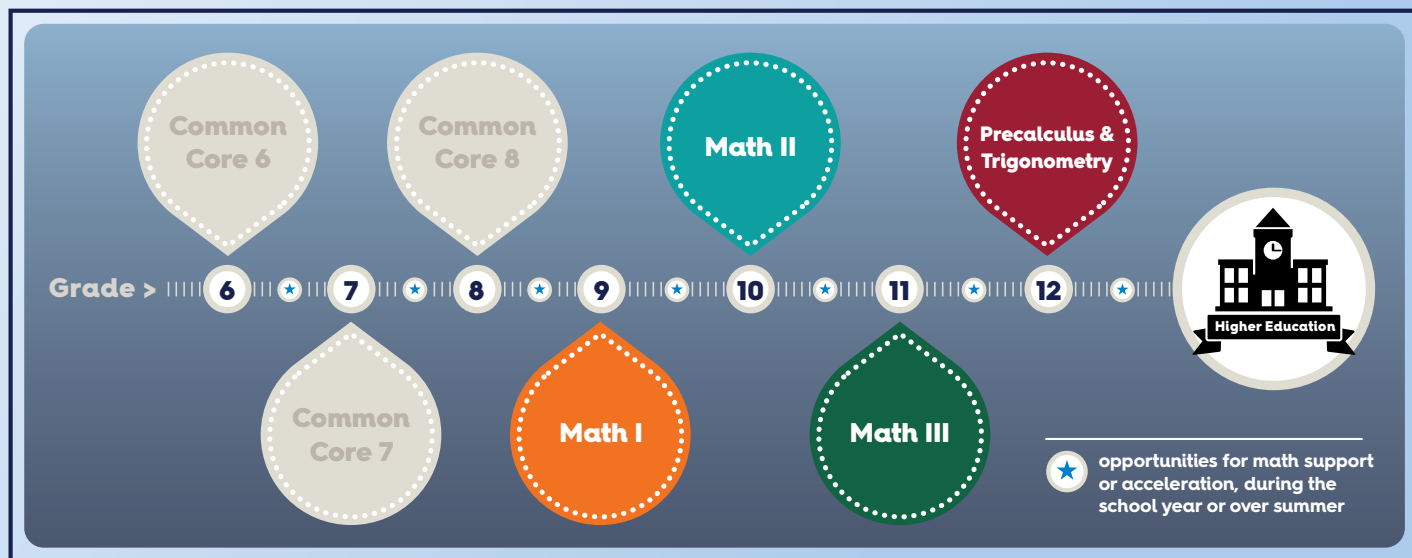 Common
Core 6
Common
Core 8
Math II
Precalculus &
Trigonometry
Grade > 6 7 8 9 10 11 12
Higher Education
Common
Core 7
Math I
Math III
opportunities for math support
or acceleration, during the
school year or over summer